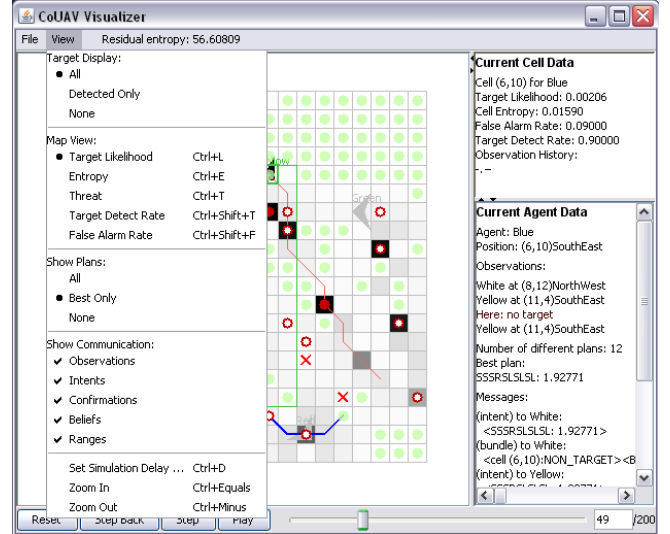 CoUAV Visualizer
File View Residual entropy: 56.60809
Target Display:
All
Detected Only
None
Map View:
Target Likelihood Ctrl+L
Entropy Ctrl+E
Threat Ctrl+T
Target Detect Rate Ctrl+Shift+T
False Alarm Rate Ctrl+Shift+F
Show Plans:
All
Best Only
None
Show Communication:
Observations
Intents
Confirmations
Beliefs
Ranges
Set Simulation Delay ... Ctrl+D
Zoom In Ctrl+Equals
Zoom Out Ctrl+Minus
Green
Current Cell Data
Cell (6,10) for Blue
Target Likelihood: 0.00206
Cell Entropy: 0.01590
False Alarm Rate: 0.09000
Target Detect Rate: 0.90000
Observation History:
-,-
Current Agent Data
Agent: Blue
Position: (6,10)SouthEast
Observations:
White at (8,12)NorthWest
Yellow at (11,4)SouthEast
Here: no target
Yellow at (11,4)SouthEast
Number of different plans: 12
Best plan:
SSSRSLSLSL: 1.92771
Messages:
(intent) to White:
<SSSRSLSLSL: 1.92771>
(bundle) to White:
<cell (6,10):NON_TARGET><B
(intent) to Yellow:
Reset Step Back Step Play 49 /200